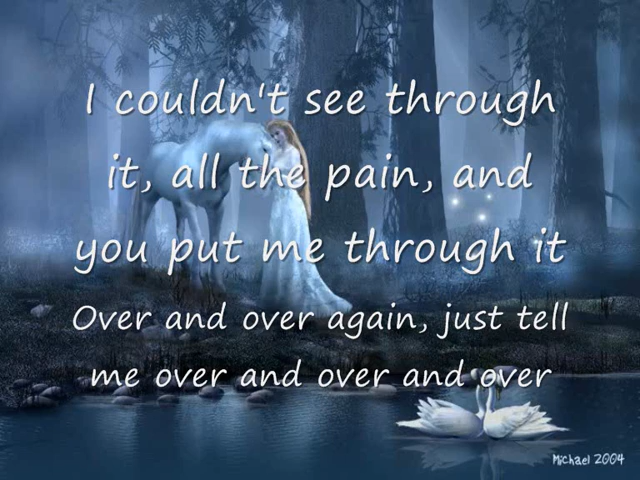 I couldn't see through
it, all the pain, and
you put me through it
Over and over again, just tell
me over and over and over
Michael 2004